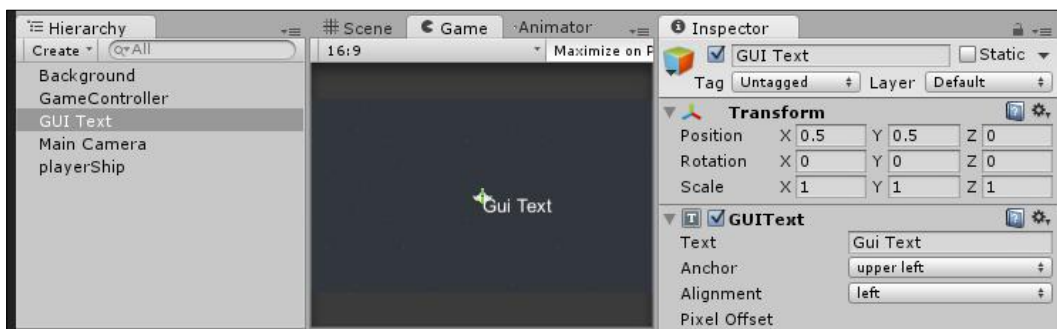 Hierarchy
Create
All
Background
GameController
GUI Text
Main Camera
playerShip
Scene
Game
Animator
16:9
Maximize on P
Gui Text
Inspector
GUI Text
Static
Tag Untagged Layer Default
Transform
Position X 0.5 Y 0.5 Z 0
Rotation X 0 Y 0 Z 0
Scale X 1 Y 1 Z 1
GUIText
Text Gui Text
Anchor upper left
Alignment left
Pixel Offset